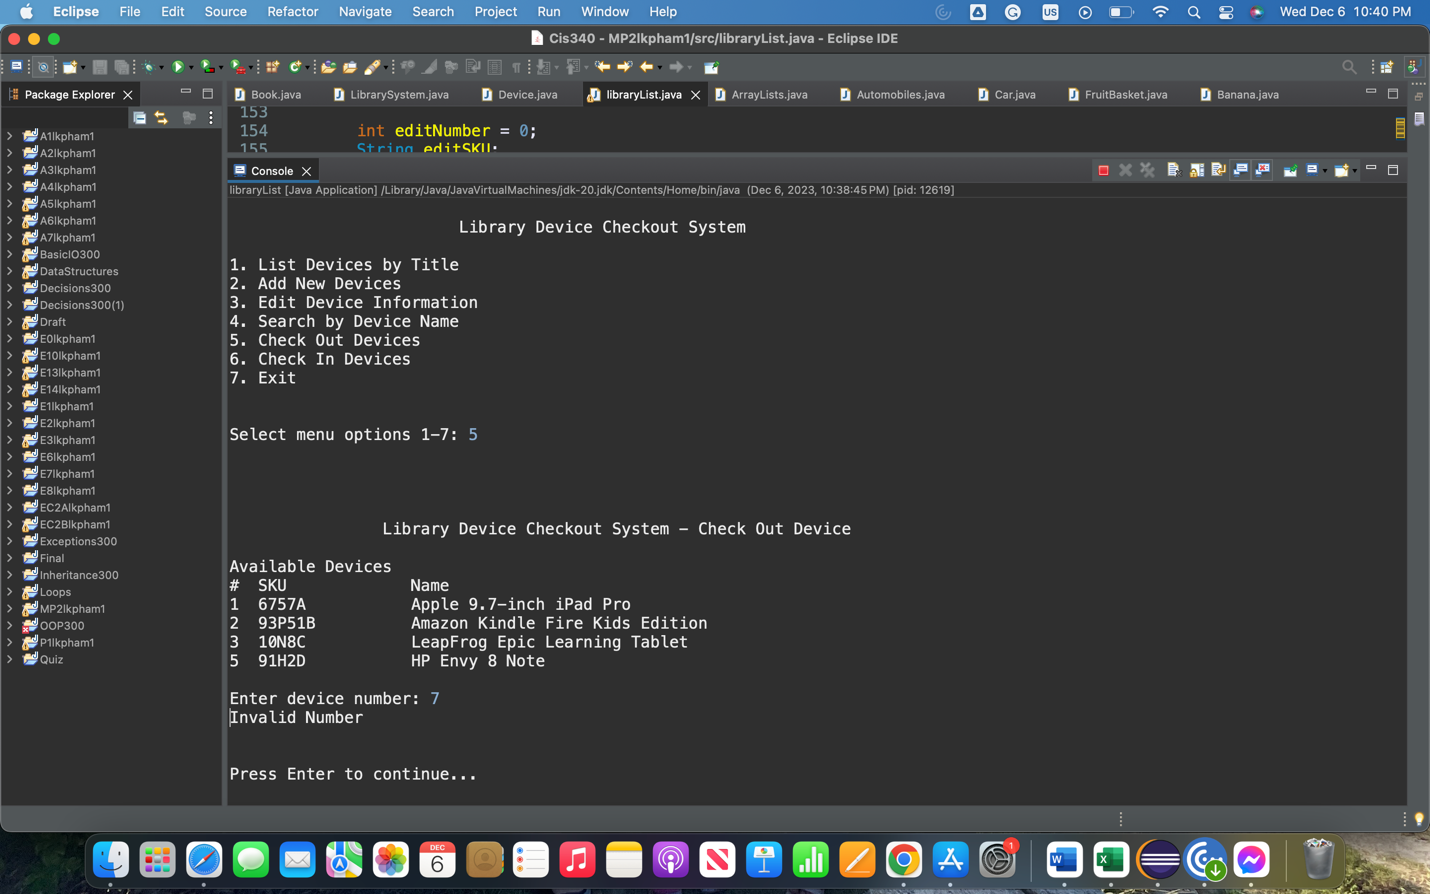 Eclipse File Edit Source Refactor Navigate Search Project Run Window Help US Wed Dec 6 10:40 PM
Cis340 - MP2lkpham1/src/libraryList.java - Eclipse IDE
Package Explorer
Book.java LibrarySystem.java Device.java libraryList.java ArrayLists.java Automobiles.java Car.java FruitBasket.java Banana.java
A1lkpham1
A2lkpham1
A3lkpham1
A4lkpham1
A5lkpham1
A6lkpham1
A7lkpham1
BasicIO300
DataStructures
Decisions300
Decisions300(1)
Draft
E0lkpham1
E10lkpham1
E13lkpham1
E14lkpham1
E1lkpham1
E2lkpham1
E3lkpham1
E6lkpham1
E7lkpham1
E8lkpham1
EC2Alkpham1
EC2Blkpham1
Exceptions300
Final
Inheritance300
Loops
MP2lkpham1
OOP300
P1lkpham1
Quiz
153
154 int editNumber = 0;
155 String editSKU;
Console
libraryList [Java Application] /Library/Java/JavaVirtualMachines/jdk-20.jdk/Contents/Home/bin/java (Dec 6, 2023, 10:38:45 PM) [pid: 12619]
Library Device Checkout System
1. List Devices by Title
2. Add New Devices
3. Edit Device Information
4. Search by Device Name
5. Check Out Devices
6. Check In Devices
7. Exit
Select menu options 1-7: 5
Library Device Checkout System - Check Out Device
Available Devices
# SKU Name
1 6757A Apple 9.7-inch iPad Pro
2 93P51B Amazon Kindle Fire Kids Edition
3 10N8C LeapFrog Epic Learning Tablet
5 91H2D HP Envy 8 Note
Enter device number: 7
Invalid Number
Press Enter to continue...
DEC
6
1